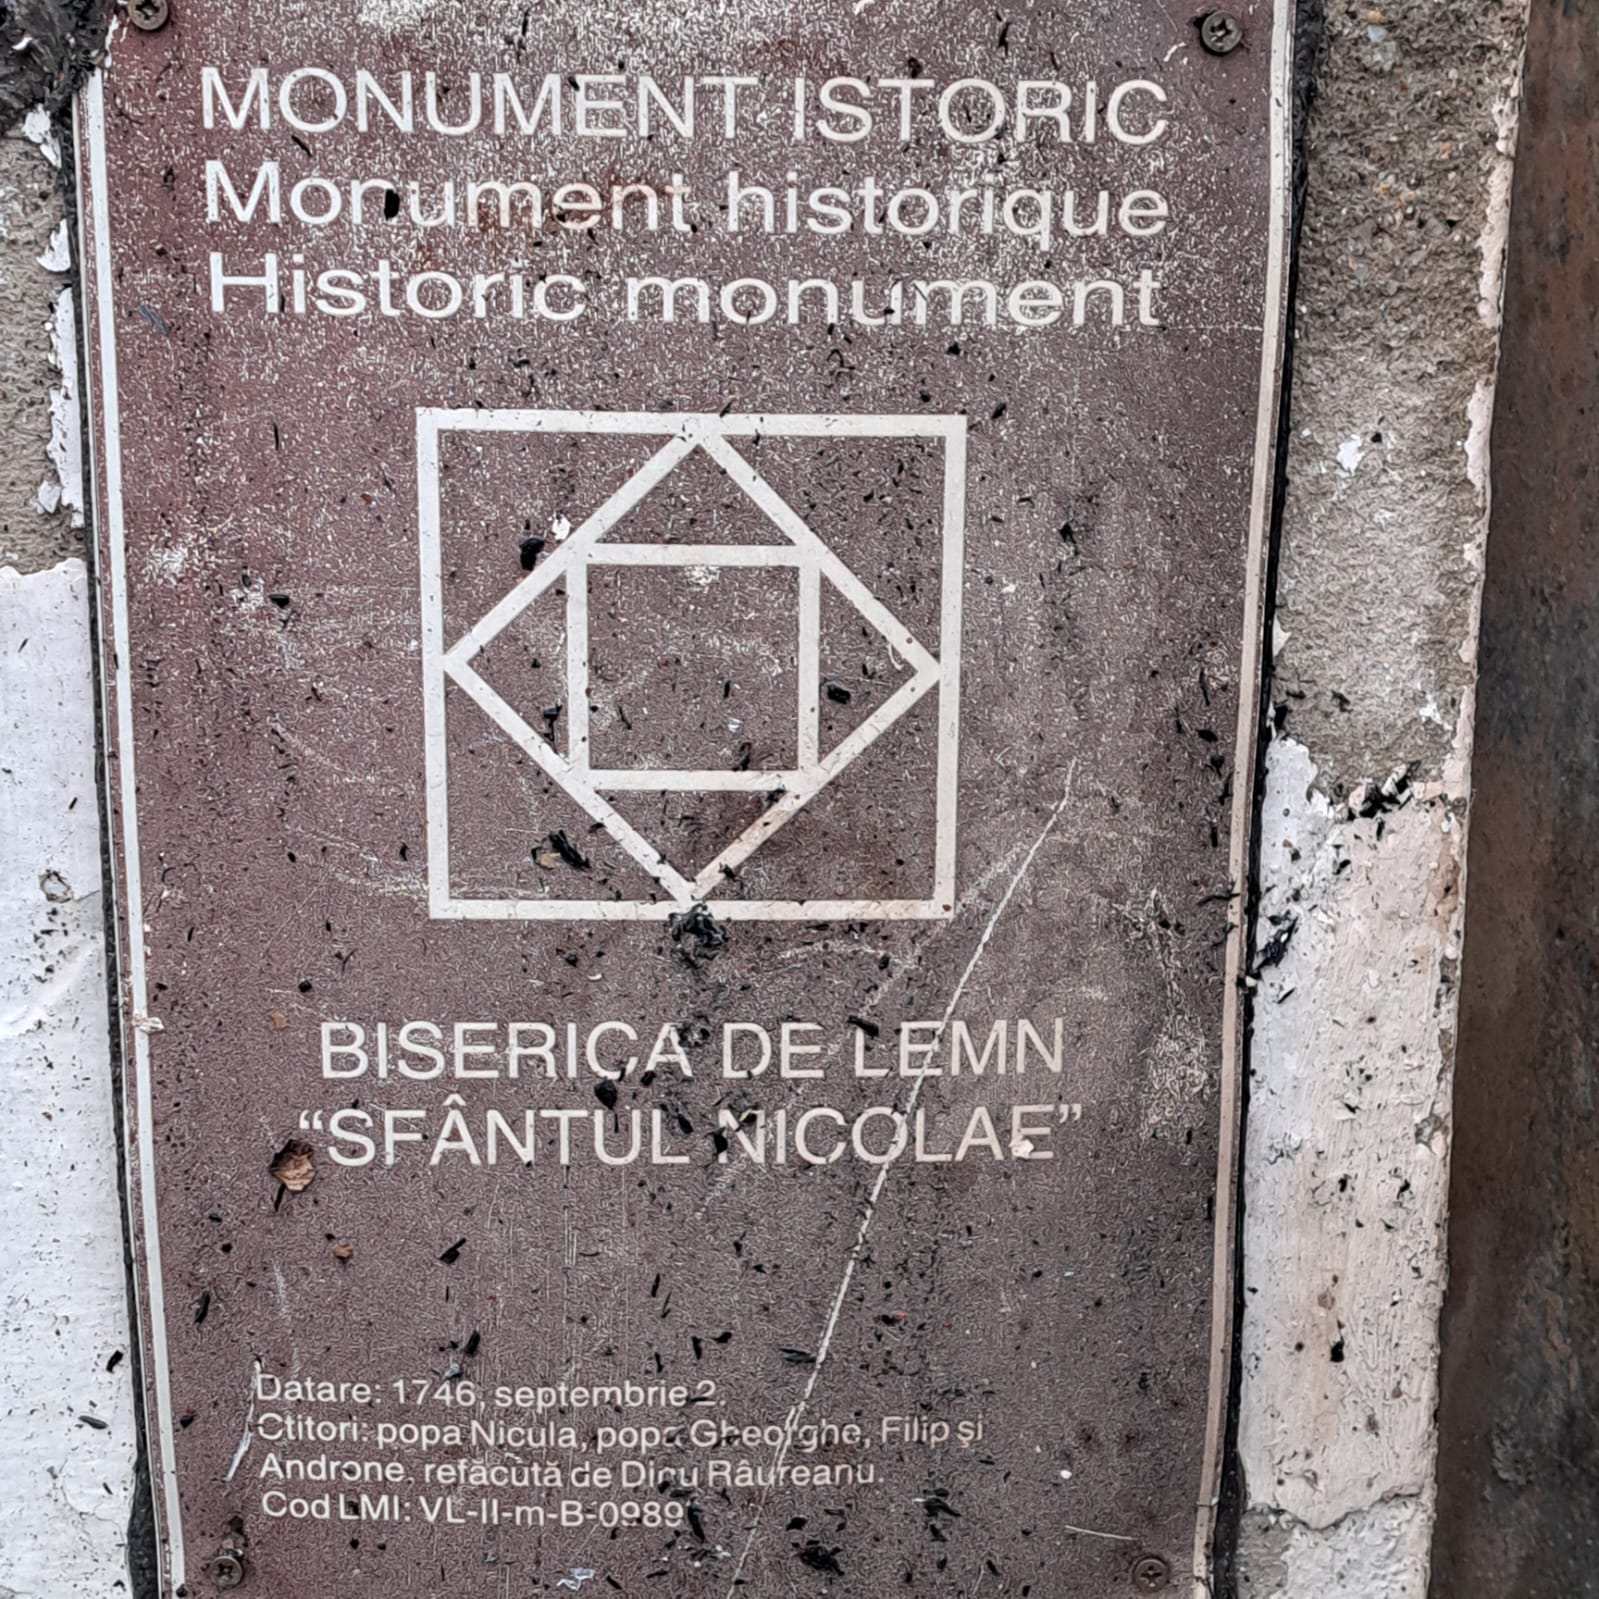 MONUMENT ISTORIC
Monument historique
Historic monument
BISERICA DE LEMN
“SFÂNTUL NICOLAE”
Datare: 1746, septembrie 2.
Ctitori: popa Nicula, popa Gheorghe, Filip şi
Androne, refăcută de Dinu Râureanu.
Cod LMI: VL-II-m-B-0989